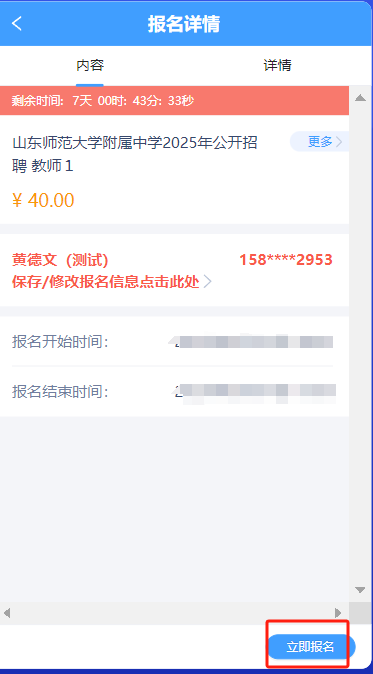 报名详情
内容
详情
剩余时间: 7天 00时: 43分: 33秒
山东师范大学附属中学2025年公开招
聘 教师 1
更多
¥ 40.00
黄德文（测试）
158****2953
保存/修改报名信息点击此处
报名开始时间：
报名结束时间：
立即报名